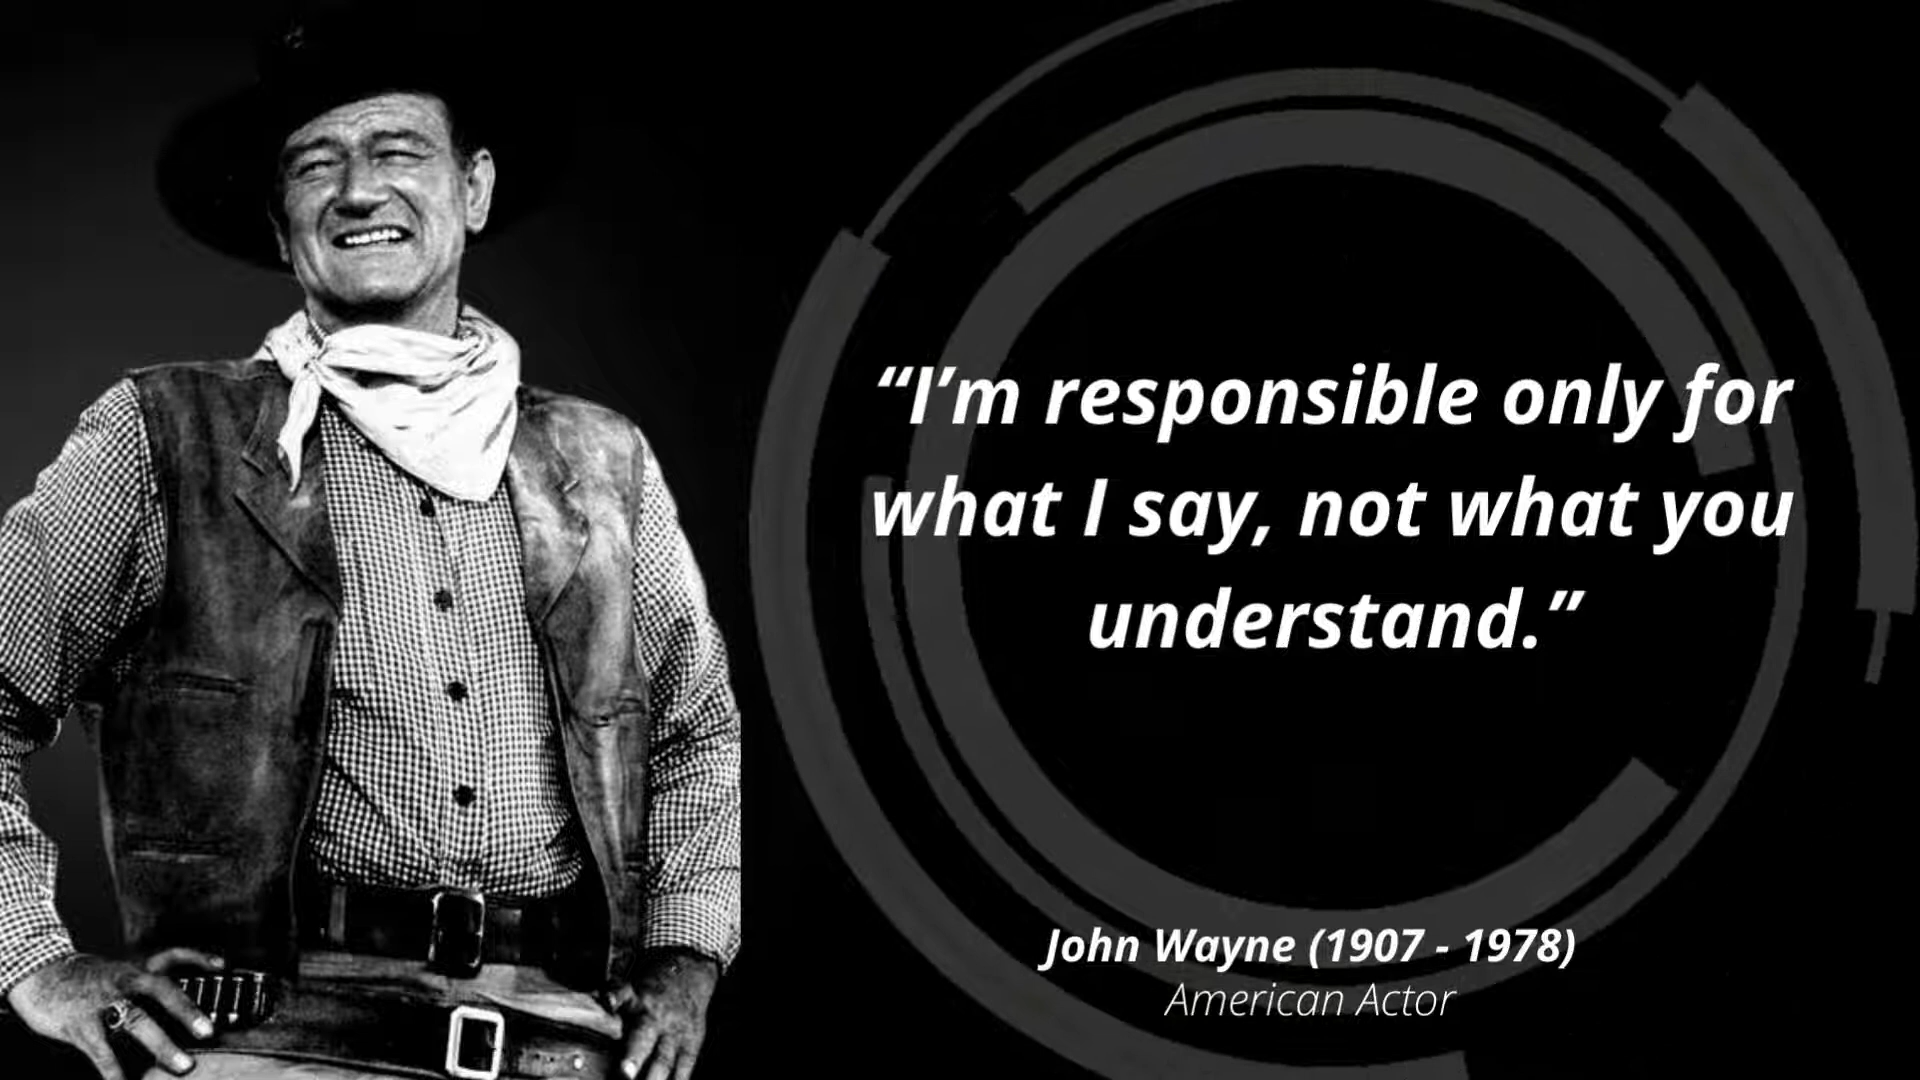 “I’m responsible only for
what I say, not what you
understand.”
John Wayne (1907 - 1978)
American Actor